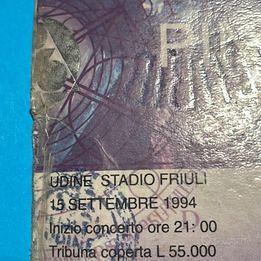 UDINE STADIO FRIULI
15 SETTEMBRE 1994
Inizio concerto ore 21: 00
Tribuna coperta L 55.000